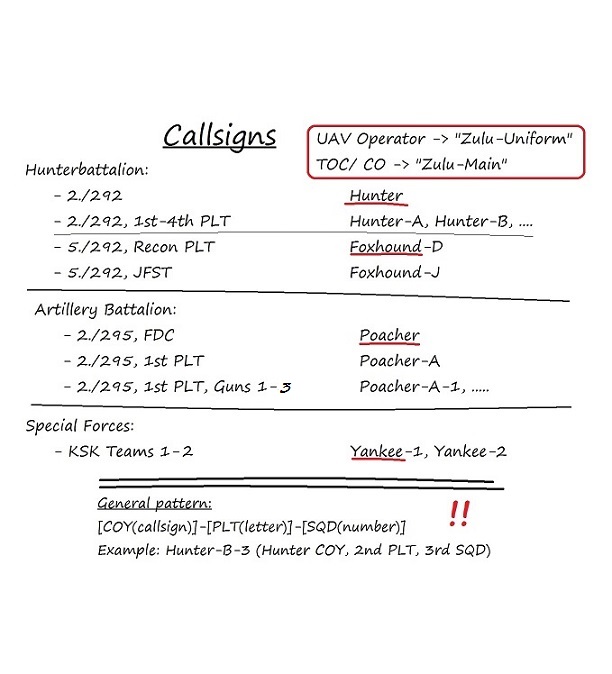 Callsigns
UAV Operator -> "Zulu-Uniform"
TOC/ CO -> "Zulu-Main"
Hunterbattalion:
- 2./292 Hunter
- 2./292, 1st-4th PLT Hunter-A, Hunter-B, ....
- 5./292, Recon PLT Foxhound-D
- 5./292, JFST Foxhound-J
Artillery Battalion:
- 2./295, FDC Poacher
- 2./295, 1st PLT Poacher-A
- 2./295, 1st PLT, Guns 1-3 Poacher-A-1, .....
Special Forces:
- KSK Teams 1-2 Yankee-1, Yankee-2
General pattern:
!!
[COY(callsign)]-[PLT(letter)]-[SQD(number)]
Example: Hunter-B-3 (Hunter COY, 2nd PLT, 3rd SQD)